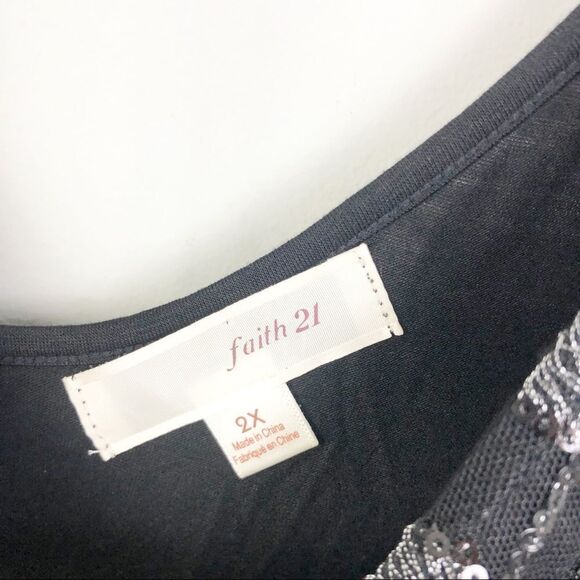 faith 21
2X
Made in China
Fabriqué en Chine